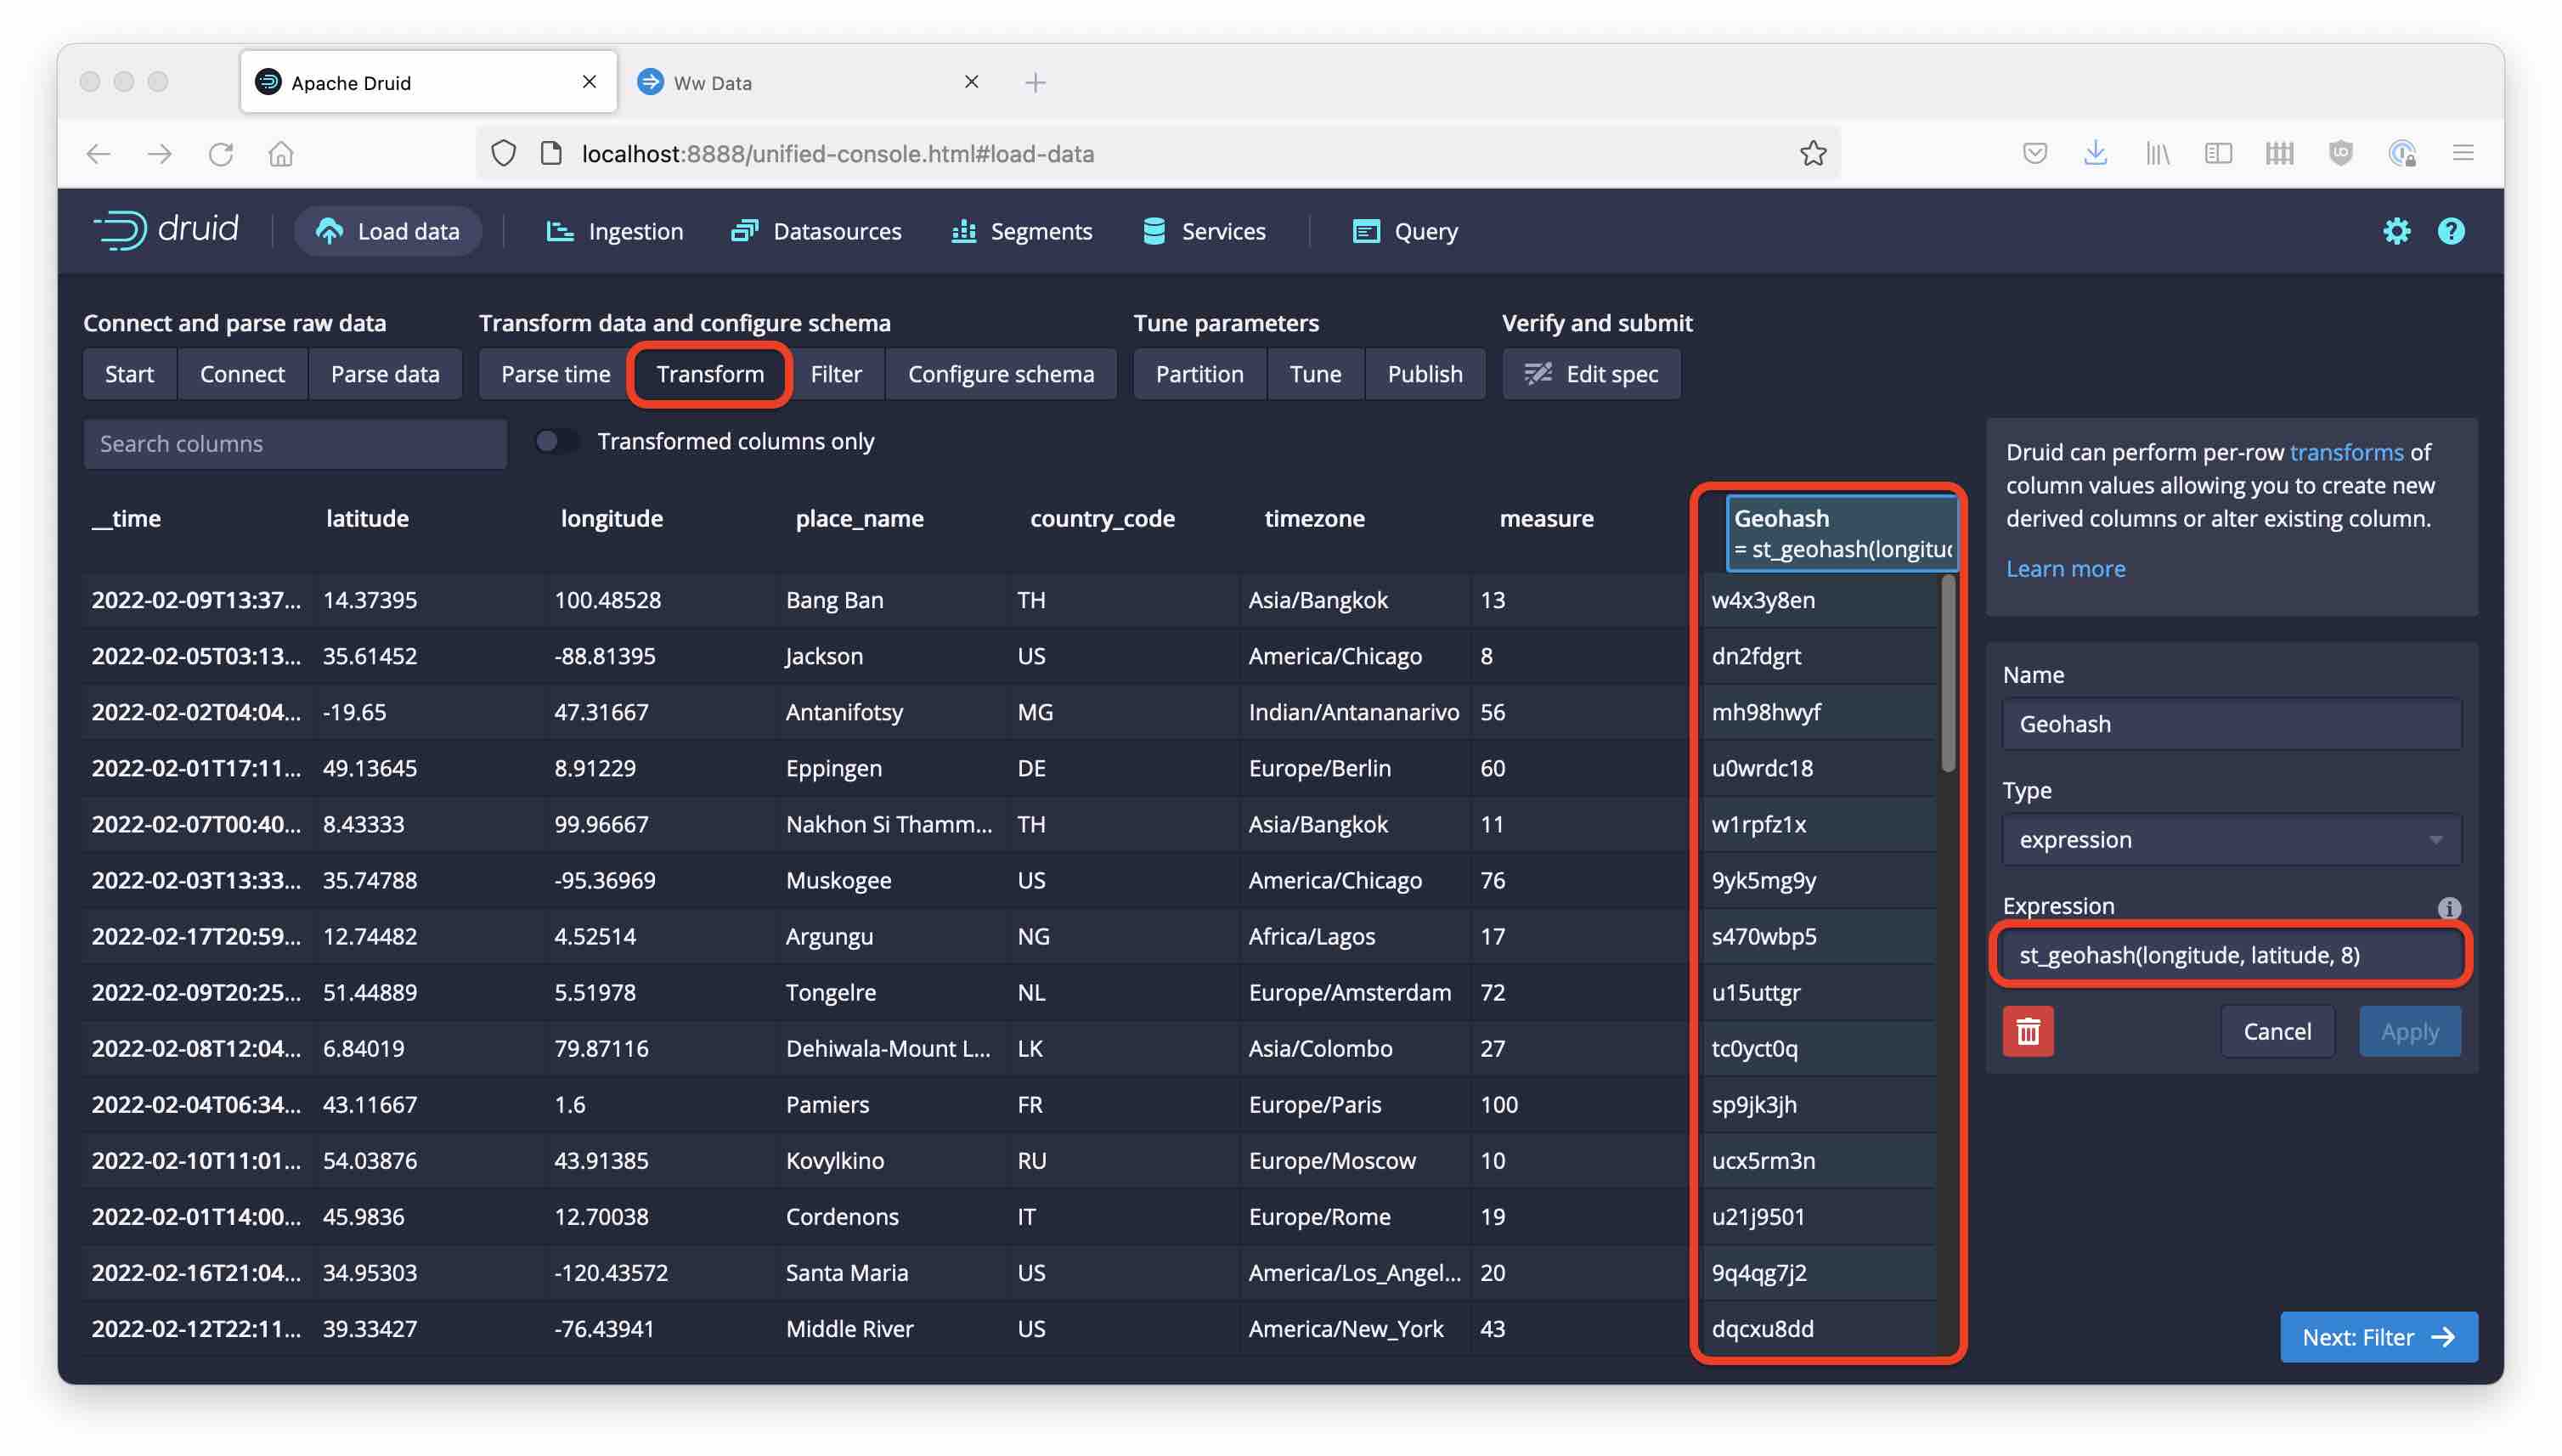 Apache Druid
Ww Data
localhost:8888/unified-console.html#load-data
druid
Load data
Ingestion
Datasources
Segments
Services
Query
Connect and parse raw data
Transform data and configure schema
Tune parameters
Verify and submit
Start
Connect
Parse data
Parse time
Transform
Filter
Configure schema
Partition
Tune
Publish
Edit spec
Search columns
Transformed columns only
__time latitude longitude place_name country_code timezone measure Geohash
= st_geohash(longitud
2022-02-09T13:37... 14.37395 100.48528 Bang Ban TH Asia/Bangkok 13 w4x3y8en
2022-02-05T03:13... 35.61452 -88.81395 Jackson US America/Chicago 8 dn2fdgrt
2022-02-02T04:04... -19.65 47.31667 Antanifotsy MG Indian/Antananarivo 56 mh98hwyf
2022-02-01T17:11... 49.13645 8.91229 Eppingen DE Europe/Berlin 60 u0wrdc18
2022-02-07T00:40... 8.43333 99.96667 Nakhon Si Thamm... TH Asia/Bangkok 11 w1rpfz1x
2022-02-03T13:33... 35.74788 -95.36969 Muskogee US America/Chicago 76 9yk5mg9y
2022-02-17T20:59... 12.74482 4.52514 Argungu NG Africa/Lagos 17 s470wbp5
2022-02-09T20:25... 51.44889 5.51978 Tongelre NL Europe/Amsterdam 72 u15uttgr
2022-02-08T12:04... 6.84019 79.87116 Dehiwala-Mount L... LK Asia/Colombo 27 tc0yct0q
2022-02-04T06:34... 43.11667 1.6 Pamiers FR Europe/Paris 100 sp9jk3jh
2022-02-10T11:01... 54.03876 43.91385 Kovylkino RU Europe/Moscow 10 ucx5rm3n
2022-02-01T14:00... 45.9836 12.70038 Cordenons IT Europe/Rome 19 u21j9501
2022-02-16T21:04... 34.95303 -120.43572 Santa Maria US America/Los_Angel... 20 9q4qg7j2
2022-02-12T22:11... 39.33427 -76.43941 Middle River US America/New_York 43 dqcxu8dd
Druid can perform per-row transforms of
column values allowing you to create new
derived columns or alter existing column.
Learn more
Name
Geohash
Type
expression
Expression
st_geohash(longitude, latitude, 8)
Cancel
Apply
Next: Filter